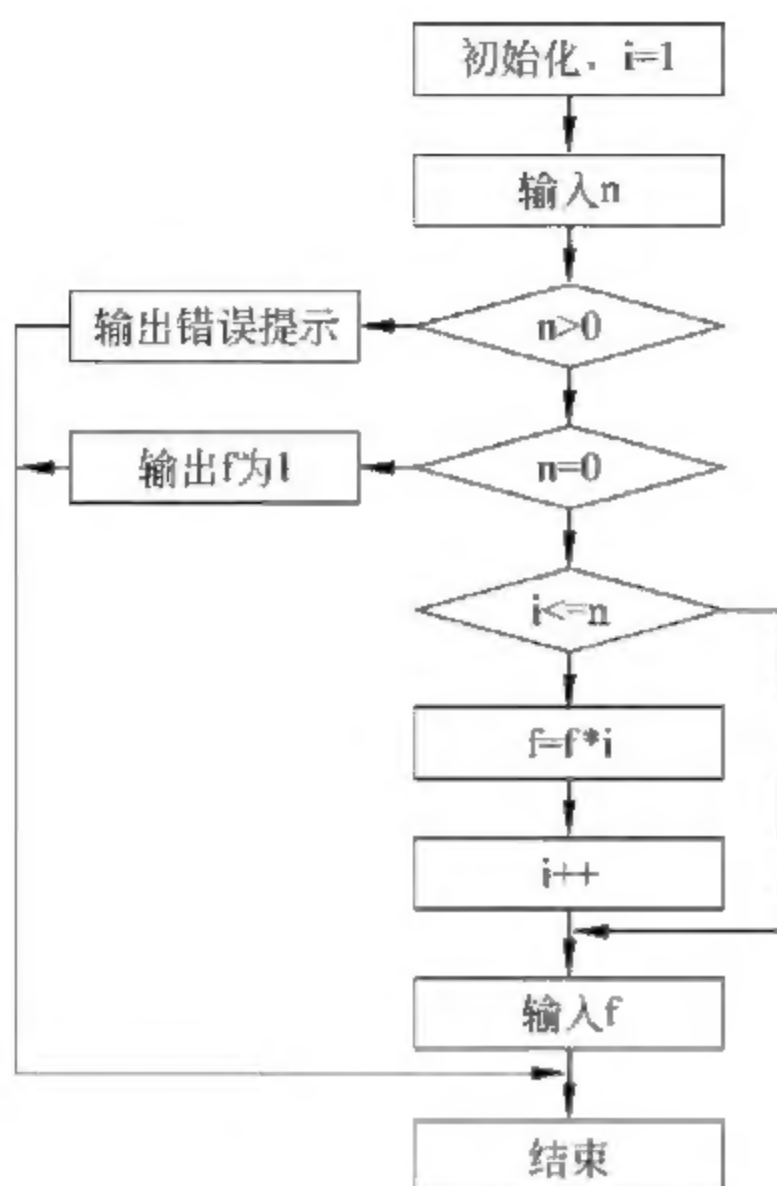 初始化，i=1
输入n
输出错误提示
n>0
输出f为1
n=0
i<=n
f=f*i
i++
输入f
结束